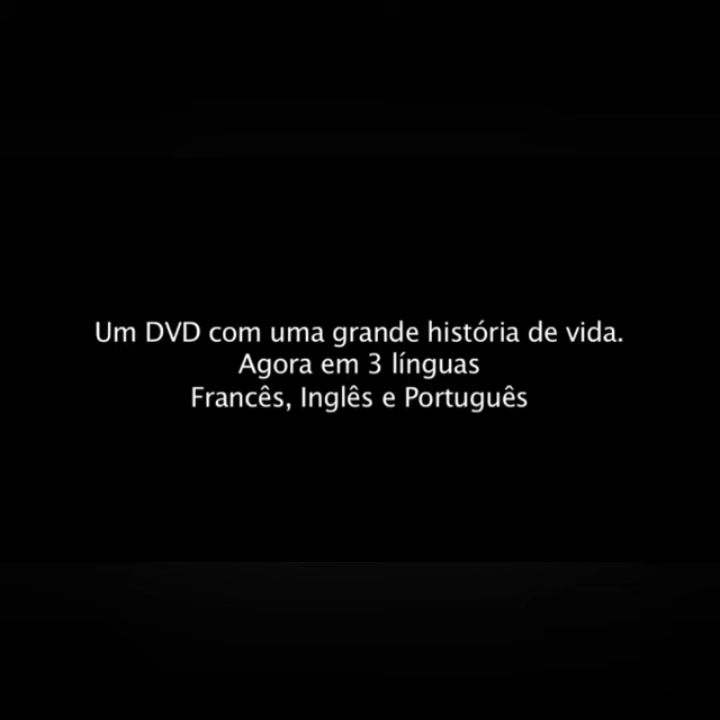 Um DVD com uma grande história de vida.
Agora em 3 línguas
Francês, Inglês e Português